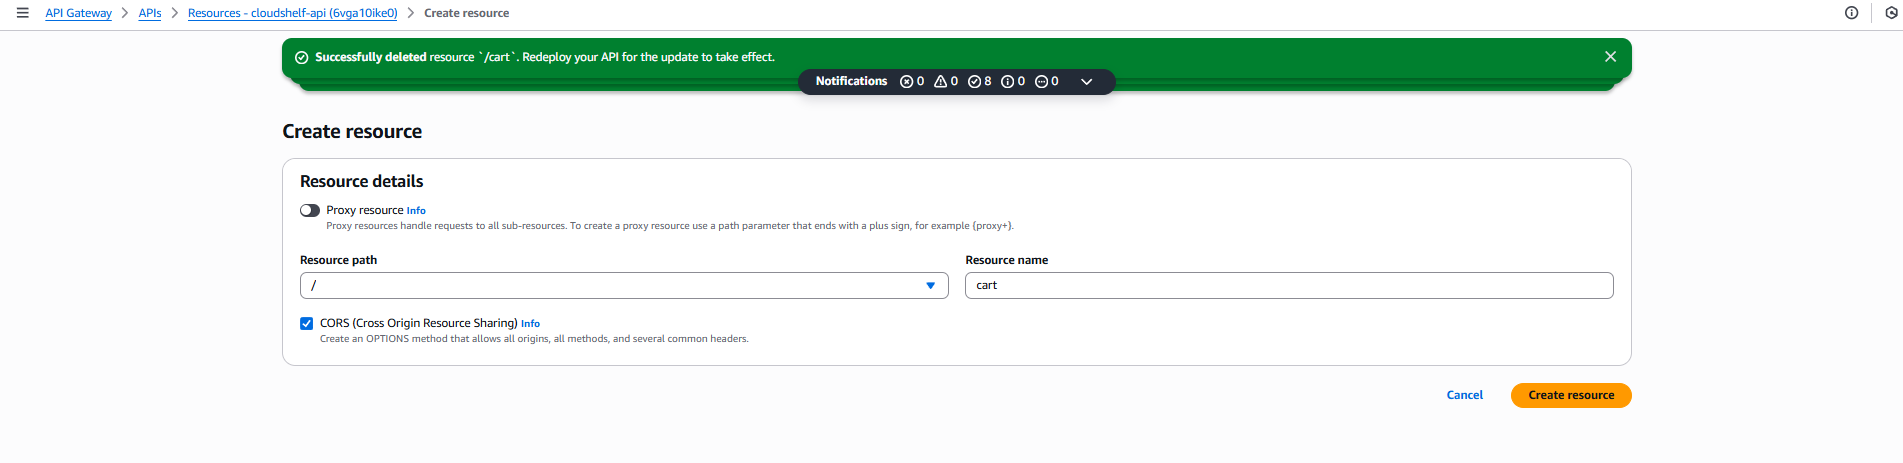 API Gateway > APIs > Resources - cloudshelf-api (6vga10ike0) > Create resource
Successfully deleted resource `/cart`. Redeploy your API for the update to take effect.
Notifications 0 0 8 0 0
Create resource
Resource details
Proxy resource Info
Proxy resources handle requests to all sub-resources. To create a proxy resource use a path parameter that ends with a plus sign, for example {proxy+}.
Resource path
/
Resource name
cart
CORS (Cross Origin Resource Sharing) Info
Create an OPTIONS method that allows all origins, all methods, and several common headers.
Cancel
Create resource